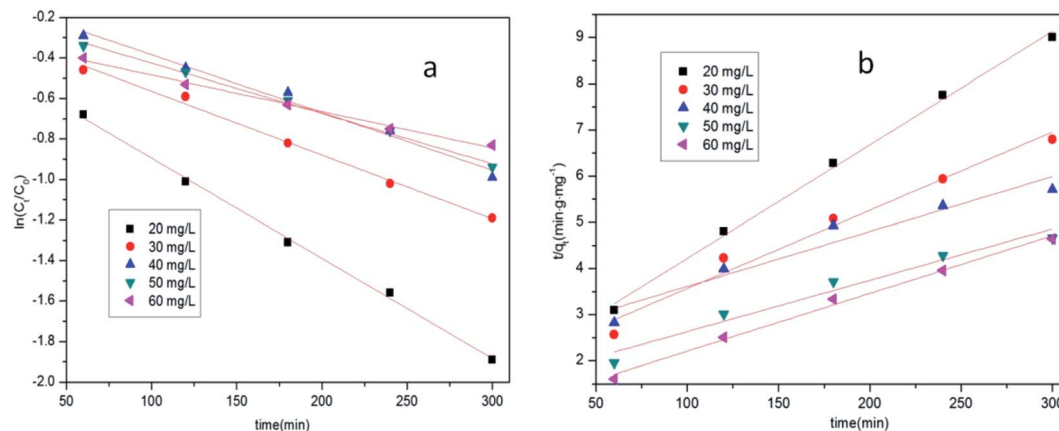 a
ln(Cₜ/C₀)
-0.2
-0.4
-0.6
-0.8
-1.0
-1.2
-1.4
-1.6
-1.8
-2.0
20 mg/L
30 mg/L
40 mg/L
50 mg/L
60 mg/L
50 100 150 200 250 300
time(min)
b
t/qₜ(min·g·mg⁻¹)
9
8
7
6
5
4
3
2
20 mg/L
30 mg/L
40 mg/L
50 mg/L
60 mg/L
50 100 150 200 250 300
time(min)